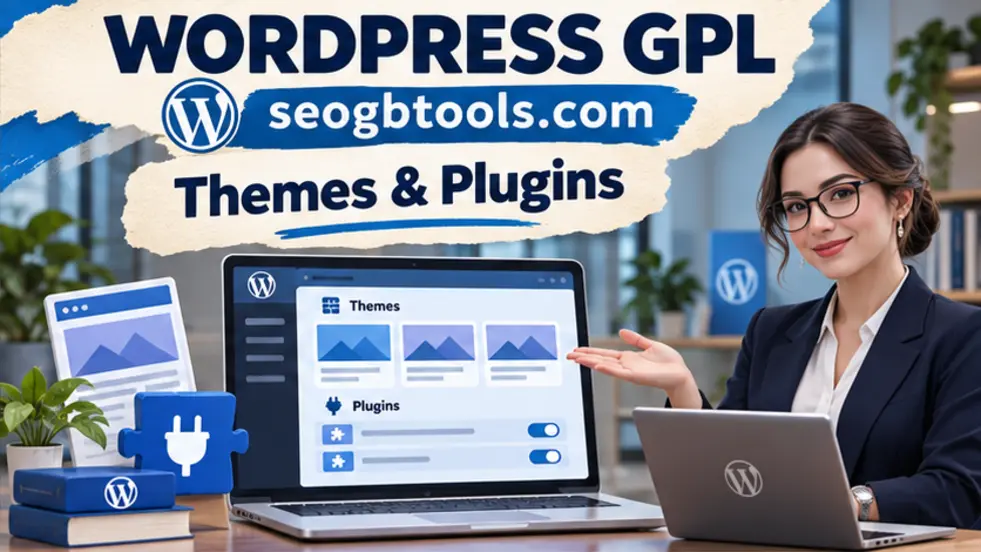 WORDPRESS GPL
seogbtools.com
Themes & Plugins
Themes
Plugins